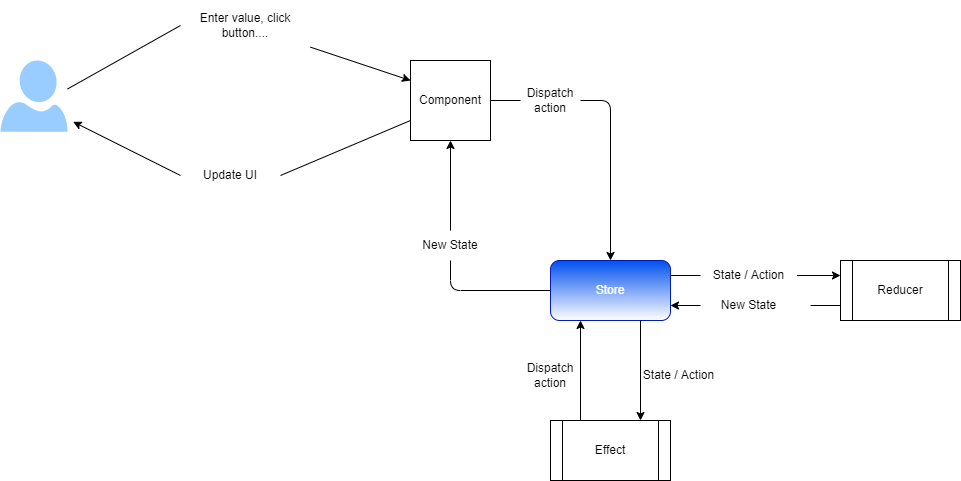 Enter value, click
button....
Component
Dispatch
action
Update UI
New State
Store
State / Action
Reducer
New State
Dispatch
action
State / Action
Effect